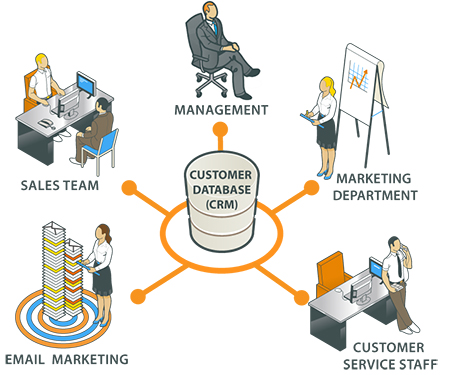 MANAGEMENT
SALES TEAM
CUSTOMER
DATABASE
(CRM)
MARKETING
DEPARTMENT
EMAIL MARKETING
CUSTOMER
SERVICE STAFF